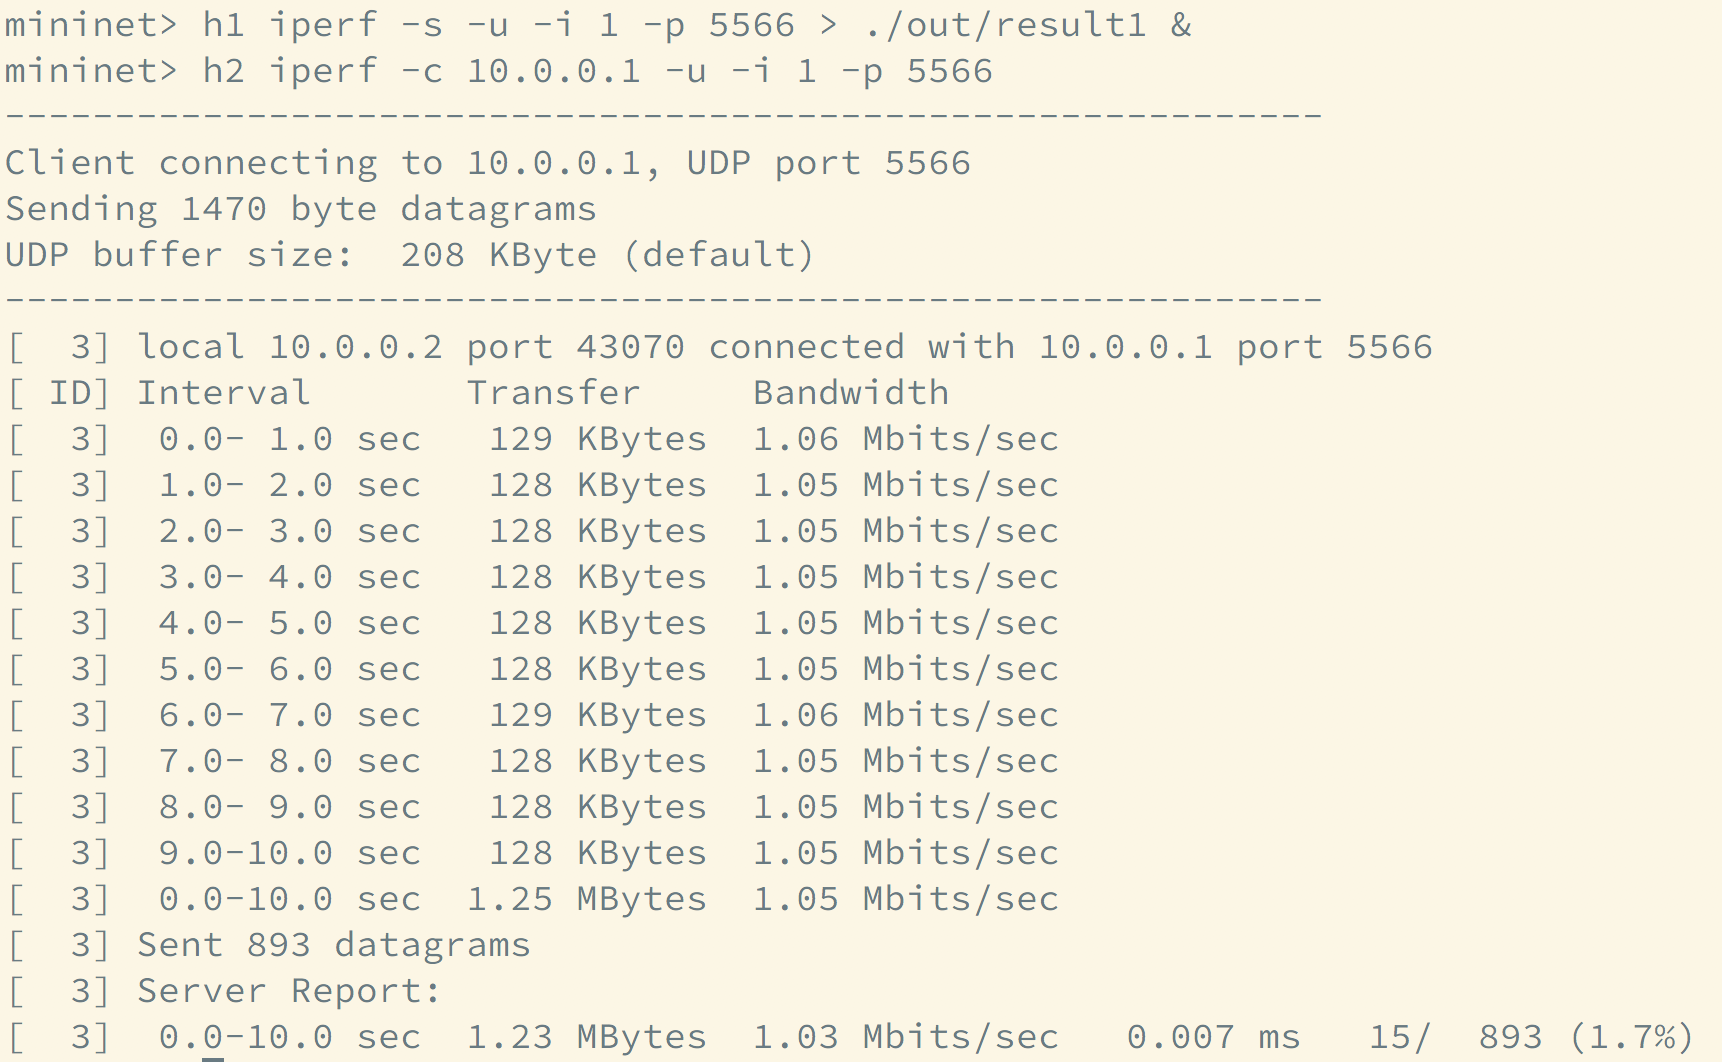 mininet> h1 iperf -s -u -i 1 -p 5566 > ./out/result1 &
mininet> h2 iperf -c 10.0.0.1 -u -i 1 -p 5566
------------------------------------------------------------
Client connecting to 10.0.0.1, UDP port 5566
Sending 1470 byte datagrams
UDP buffer size:  208 KByte (default)
------------------------------------------------------------
[  3] local 10.0.0.2 port 43070 connected with 10.0.0.1 port 5566
[ ID] Interval       Transfer     Bandwidth
[  3]  0.0- 1.0 sec   129 KBytes  1.06 Mbits/sec
[  3]  1.0- 2.0 sec   128 KBytes  1.05 Mbits/sec
[  3]  2.0- 3.0 sec   128 KBytes  1.05 Mbits/sec
[  3]  3.0- 4.0 sec   128 KBytes  1.05 Mbits/sec
[  3]  4.0- 5.0 sec   128 KBytes  1.05 Mbits/sec
[  3]  5.0- 6.0 sec   128 KBytes  1.05 Mbits/sec
[  3]  6.0- 7.0 sec   129 KBytes  1.06 Mbits/sec
[  3]  7.0- 8.0 sec   128 KBytes  1.05 Mbits/sec
[  3]  8.0- 9.0 sec   128 KBytes  1.05 Mbits/sec
[  3]  9.0-10.0 sec   128 KBytes  1.05 Mbits/sec
[  3]  0.0-10.0 sec  1.25 MBytes  1.05 Mbits/sec
[  3] Sent 893 datagrams
[  3] Server Report:
[  3]  0.0-10.0 sec  1.23 MBytes  1.03 Mbits/sec   0.007 ms   15/  893 (1.7%)